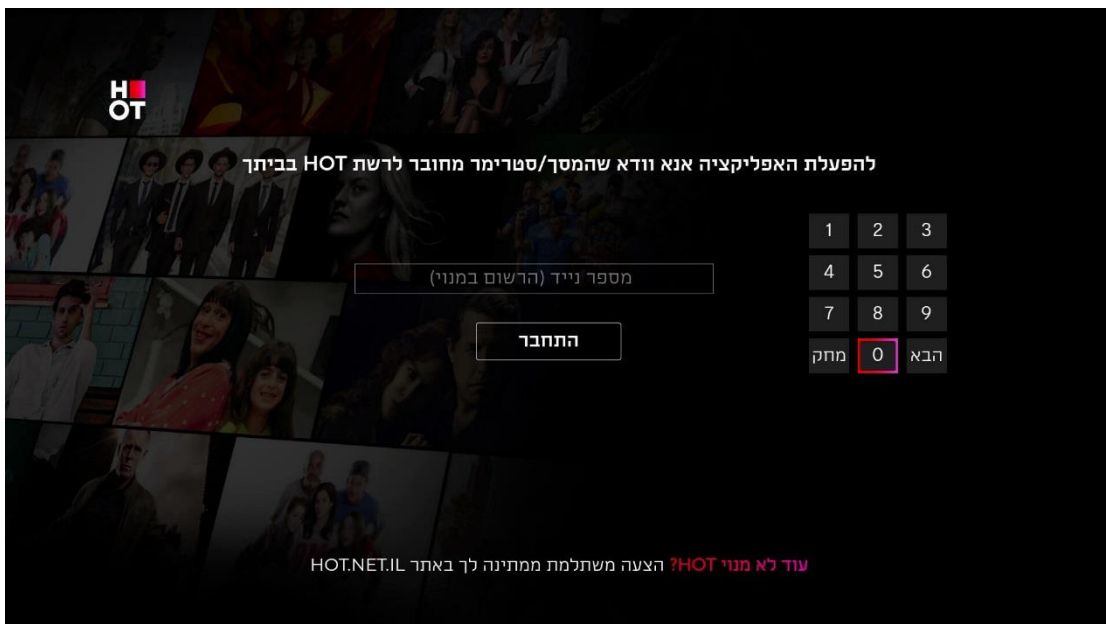 HOT
להפעלת האפליקציה אנא וודא שהמסך/סטרימר מחובר לרשת HOT בביתך
מספר נייד (הרשום במנוי)
התחבר
1 2 3
4 5 6
7 8 9
מחק 0 הבא
עוד לא מנוי HOT? הצעה משתלמת ממתינה לך באתר HOT.NET.IL